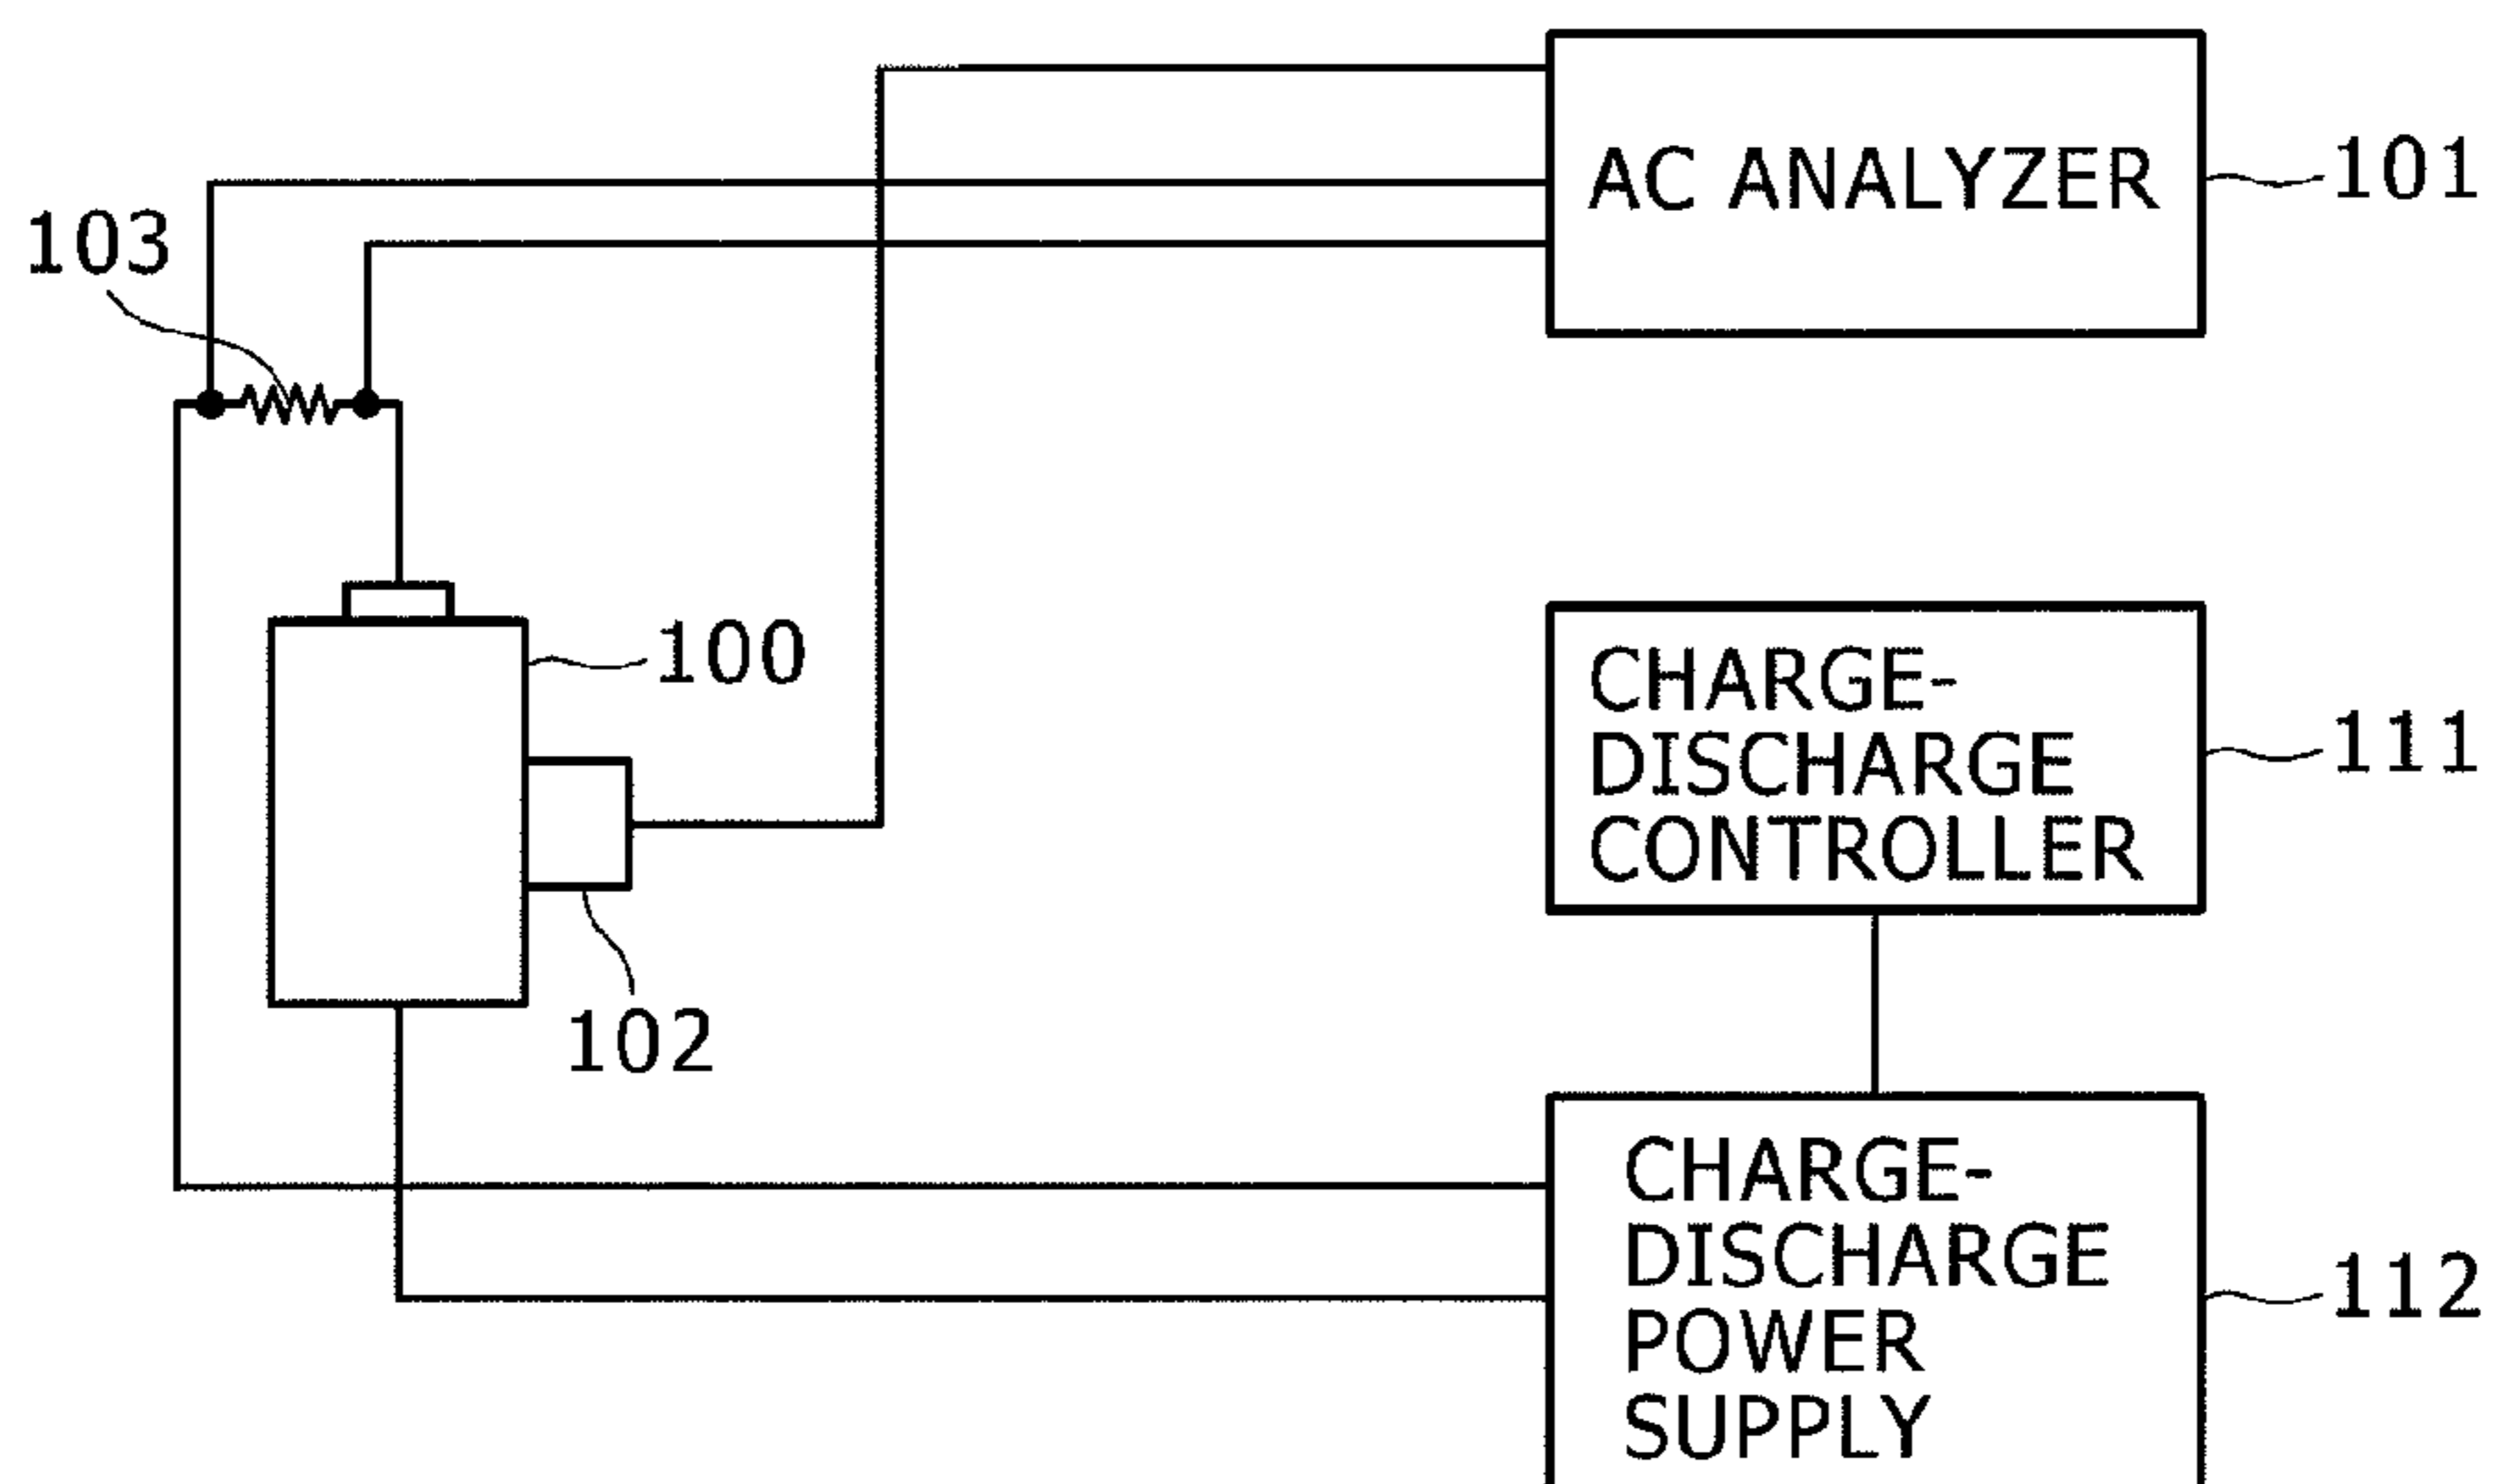 AC ANALYZER
101
103
100
CHARGE-
DISCHARGE
CONTROLLER
111
102
CHARGE-
DISCHARGE
POWER
SUPPLY
112